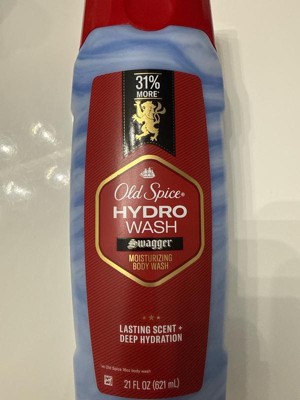 31%
MORE*
Old Spice®
HYDRO
WASH
Swagger
MOISTURIZING
BODY WASH
LASTING SCENT +
DEEP HYDRATION
21 FL OZ (621 mL)